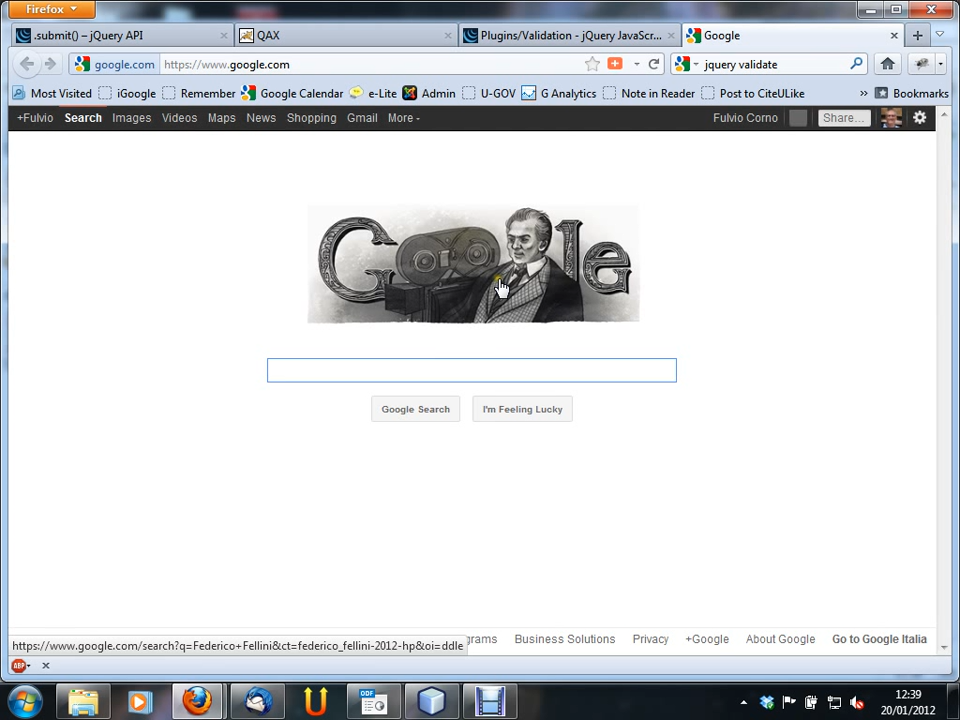 Firefox
.submit() – jQuery API
QAX
Plugins/Validation - jQuery JavaScr...
Google
google.com https://www.google.com
jquery validate
Most Visited iGoogle Remember Google Calendar e-Lite Admin U-GOV G Analytics Note in Reader Post to CiteULike » Bookmarks
+Fulvio Search Images Videos Maps News Shopping Gmail More Fulvio Corno Share...
G le
Google Search I'm Feeling Lucky
grams Business Solutions Privacy +Google About Google Go to Google Italia
https://www.google.com/search?q=Federico+Fellini&ct=federico_fellini-2012-hp&oi=ddle
ABP
ODF
12:39
20/01/2012